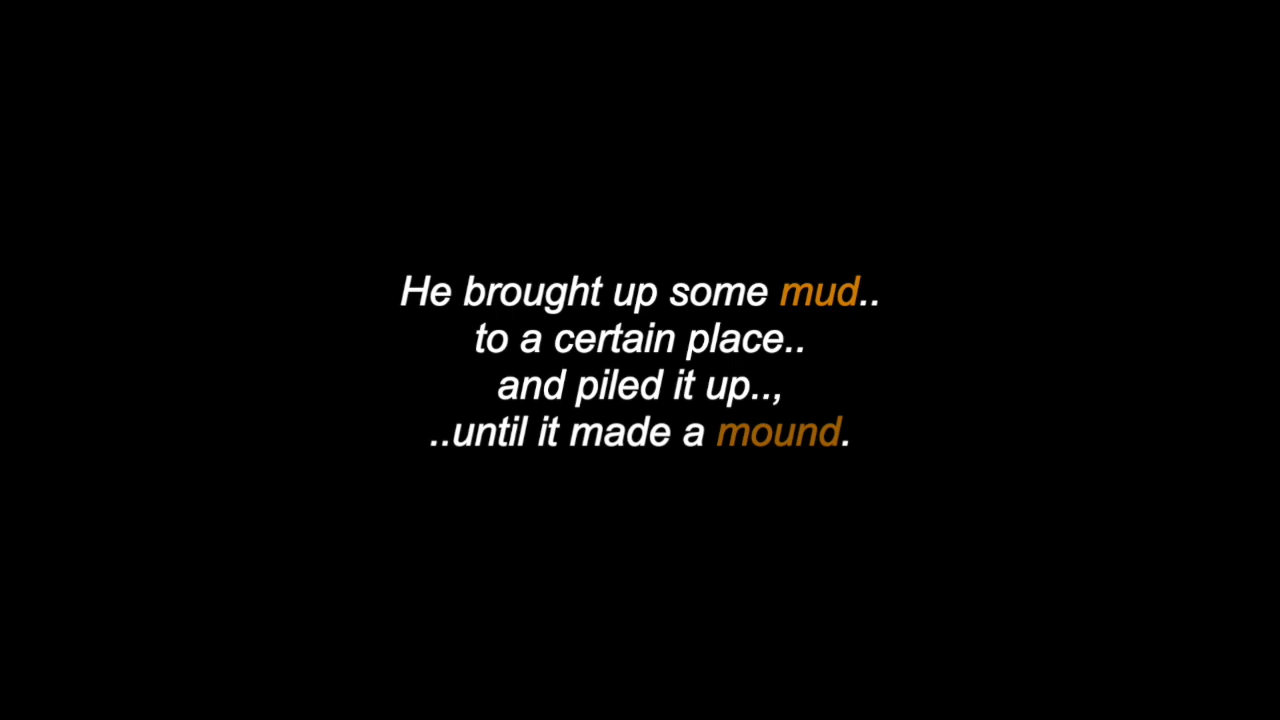 He brought up some mud..
to a certain place..
and piled it up..,
..until it made a mound.